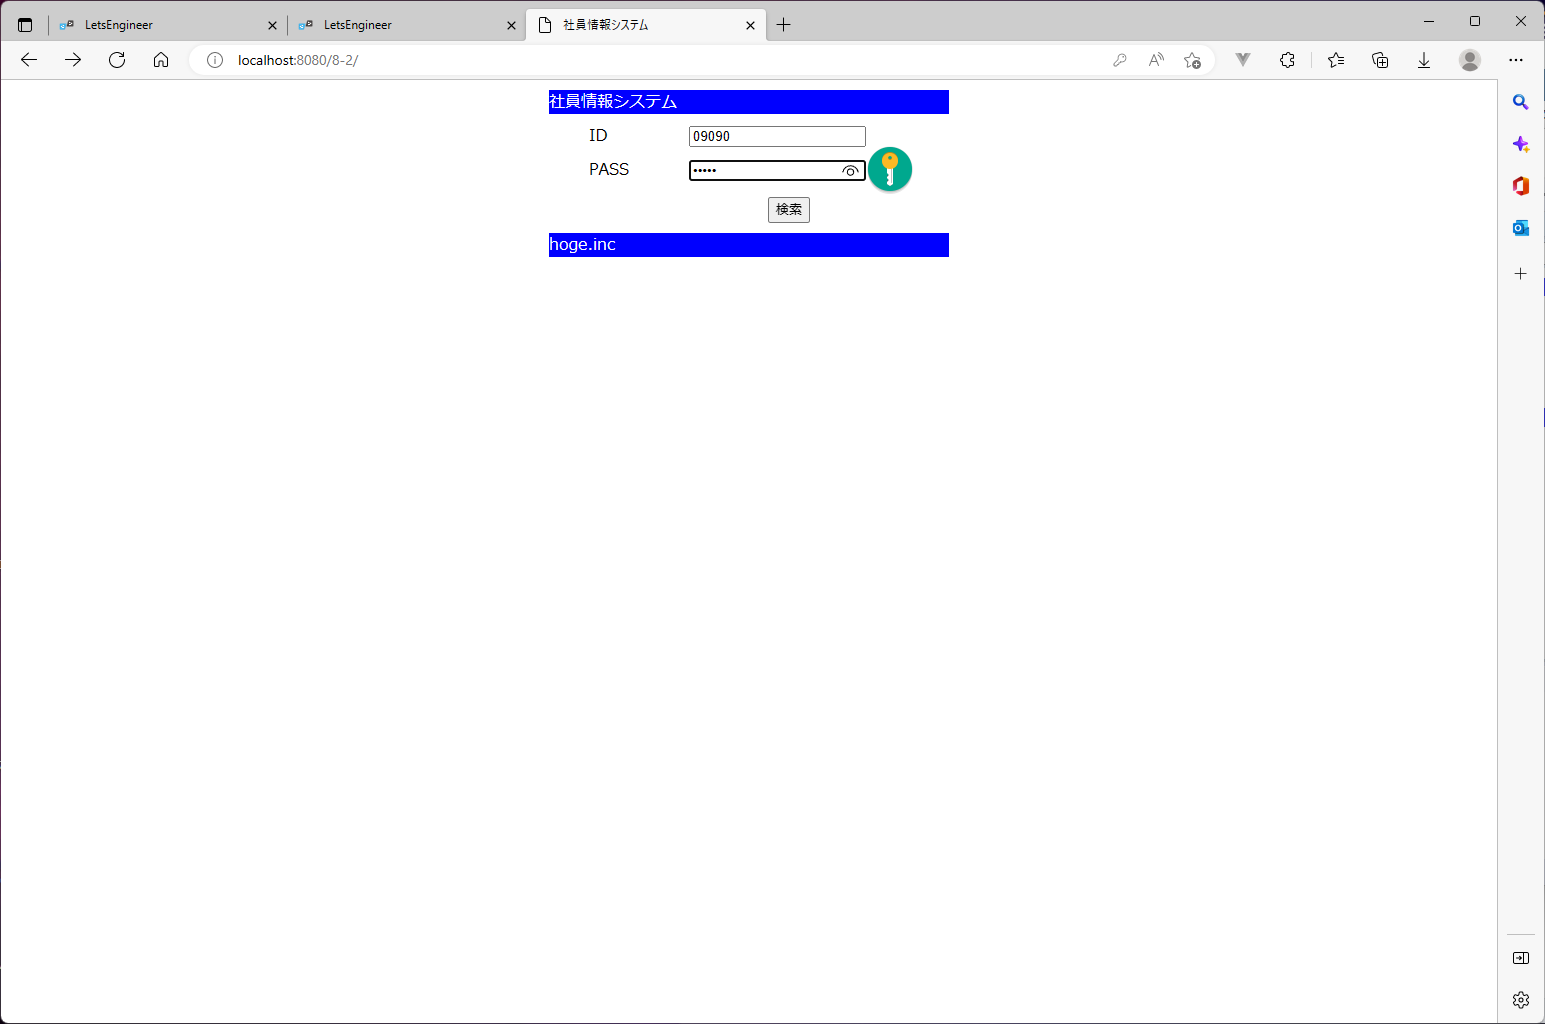 LetsEngineer
LetsEngineer
社員情報システム
localhost:8080/8-2/
社員情報システム
ID
09090
PASS
•••••
検索
hoge.inc